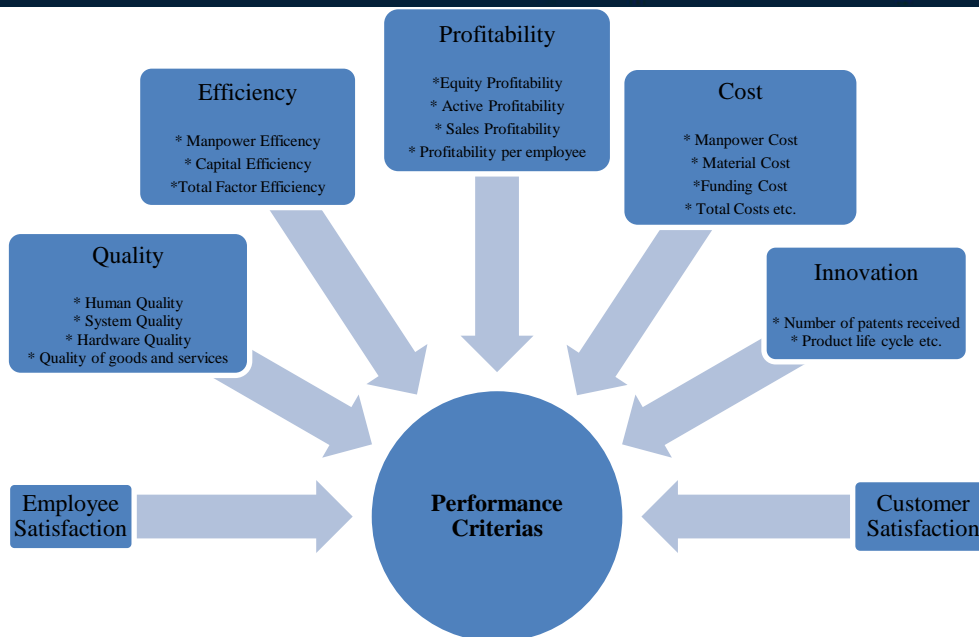 Profitability
*Equity Profitability
* Active Profitability
* Sales Profitability
* Profitability per employee
Efficiency
* Manpower Efficency
* Capital Efficiency
*Total Factor Efficiency
Cost
* Manpower Cost
* Material Cost
*Funding Cost
* Total Costs etc.
Quality
* Human Quality
* System Quality
* Hardware Quality
* Quality of goods and services
Innovation
* Number of patents received
* Product life cycle etc.
Employee
Satisfaction
Performance
Criterias
Customer
Satisfaction